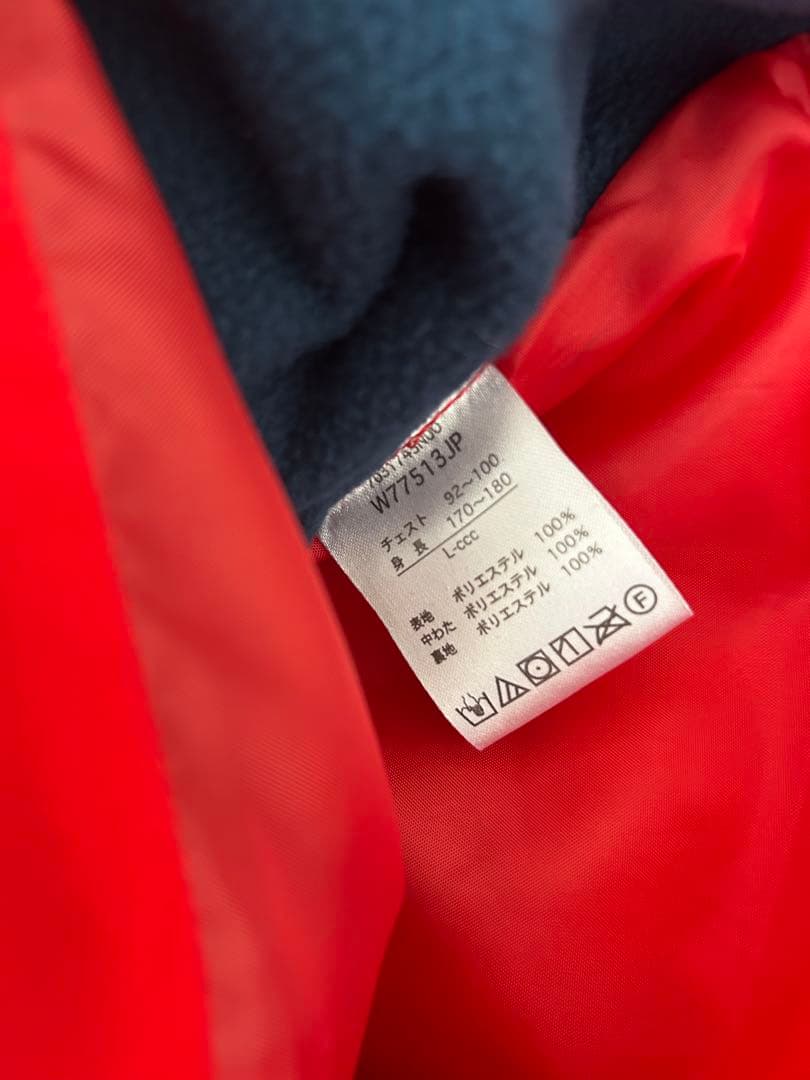 W77513JP
チェスト 92～100
身長 170～180
L-ccc
表地 ポリエステル 100%
中わた ポリエステル 100%
裏地 ポリエステル 100%
F